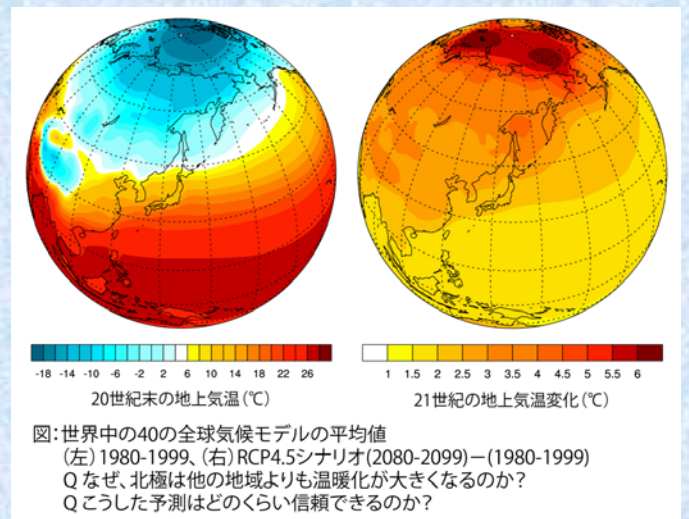 -18 -14 -10 -6 -2 2 6 10 14 18 22 26
20世紀末の地上気温(℃)
1 1.5 2 2.5 3 3.5 4 4.5 5 5.5 6
21世紀の地上気温変化(℃)
図:世界中の40の全球気候モデルの平均値
(左)1980-1999、(右)RCP4.5シナリオ(2080-2099)−(1980-1999)
Q なぜ、北極は他の地域よりも温暖化が大きくなるのか?
Q こうした予測はどのくらい信頼できるのか?